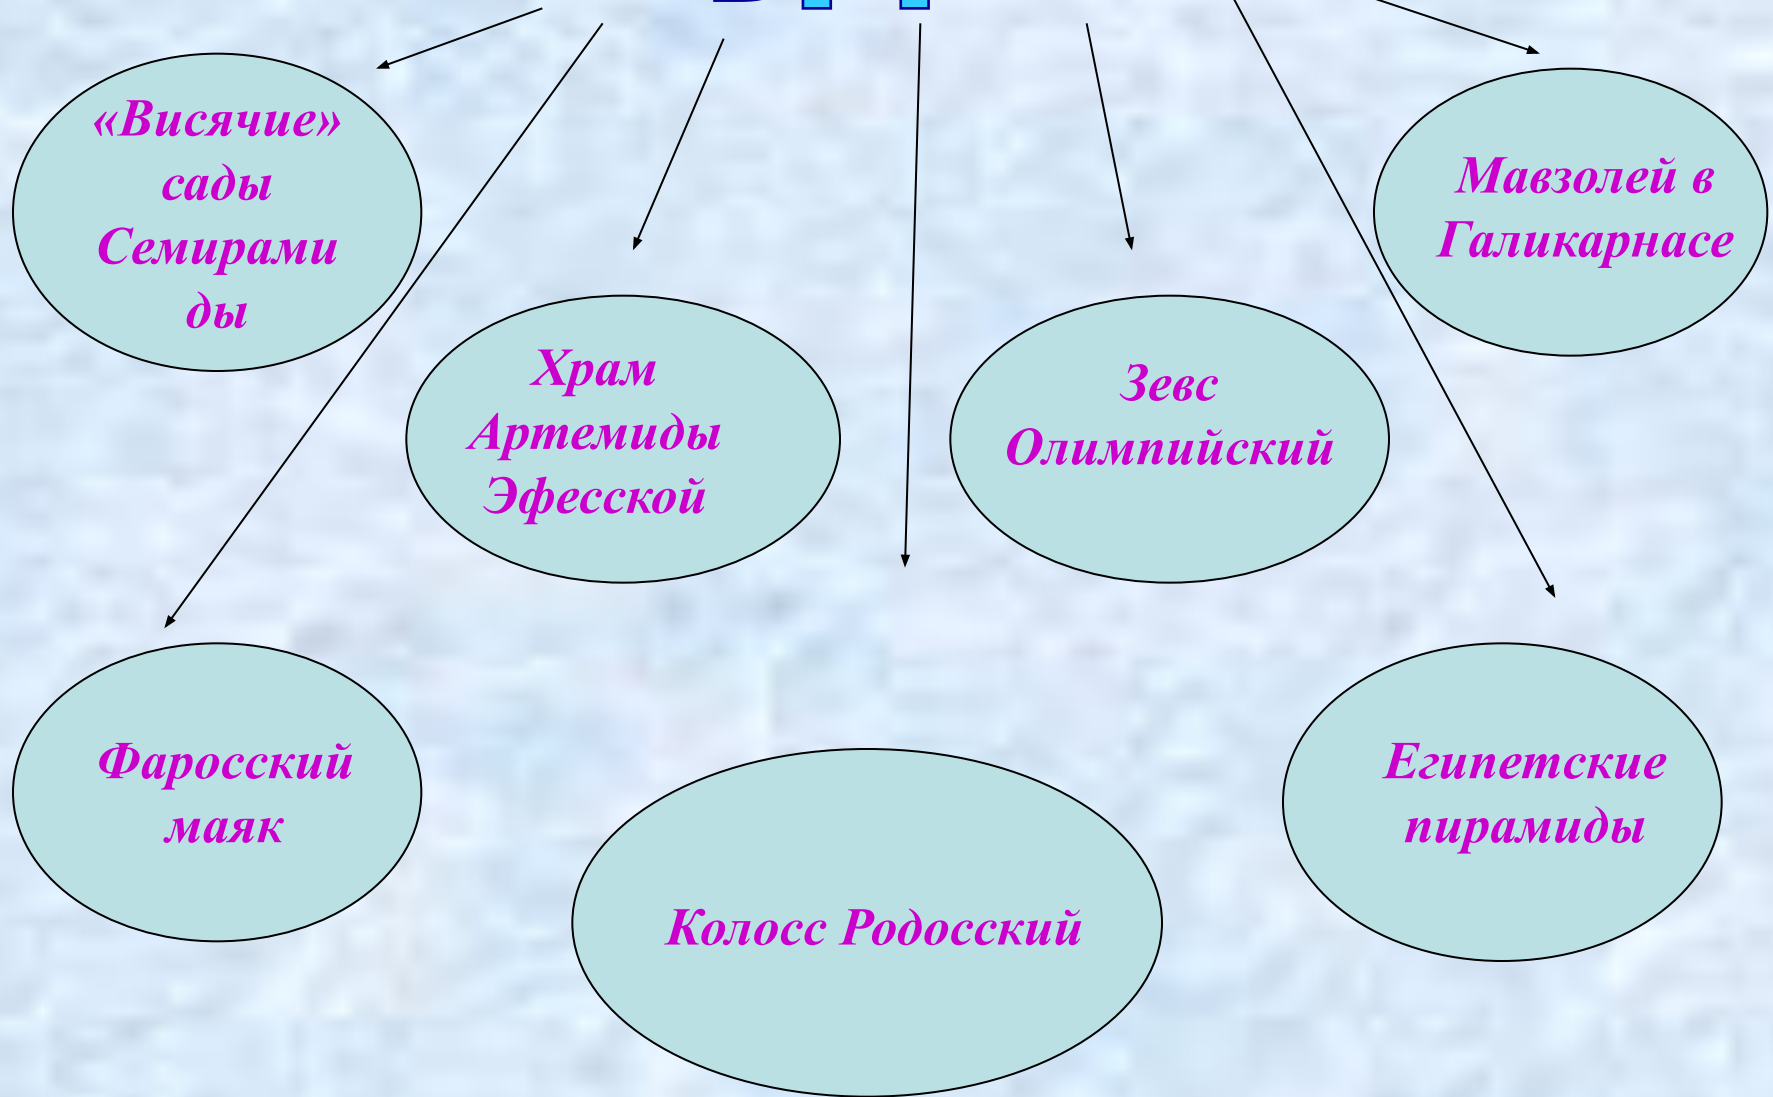 «Висячие»
сады
Семирами
ды
Мавзолей в
Галикарнасе
Храм
Артемиды
Эфесской
Зевс
Олимпийский
Фаросский
маяк
Египетские
пирамиды
Колосс Родосский